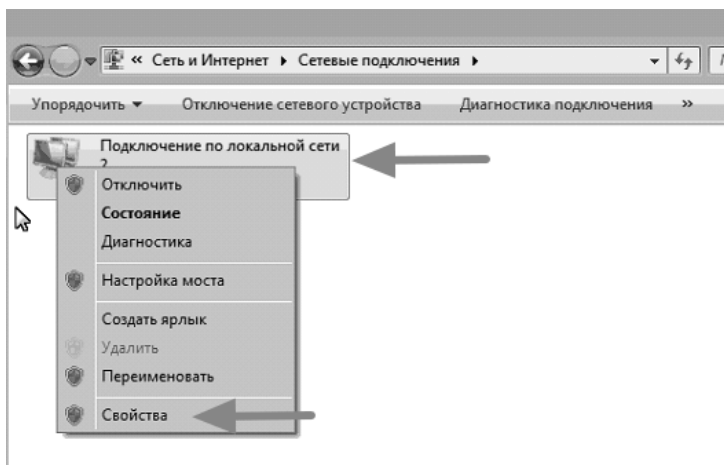 « Сеть и Интернет ▸ Сетевые подключения ▸
Упорядочить ▾ Отключение сетевого устройства Диагностика подключения »
Подключение по локальной сети
2
Отключить
Состояние
Диагностика
Настройка моста
Создать ярлык
Удалить
Переименовать
Свойства